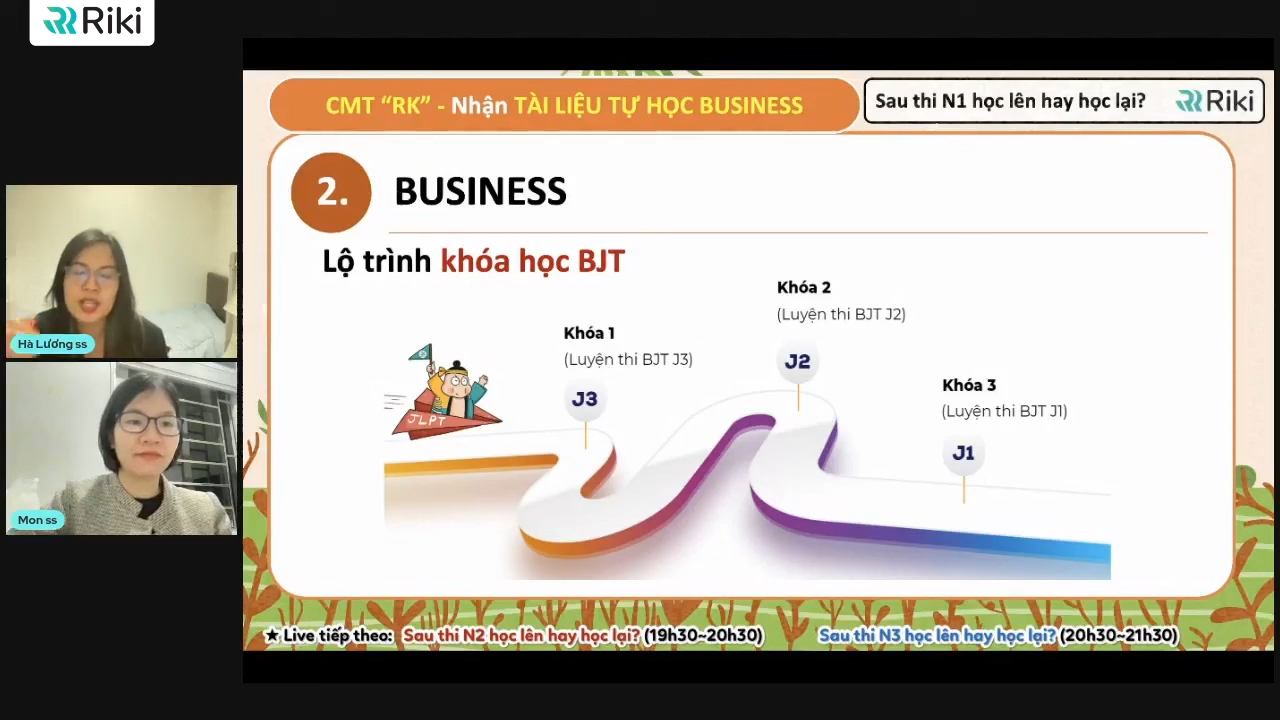 Riki
CMT “RK” - Nhận TÀI LIỆU TỰ HỌC BUSINESS
Sau thi N1 học lên hay học lại?
Riki
2.
BUSINESS
Lộ trình khóa học BJT
Khóa 1
(Luyện thi BJT J3)
J3
Khóa 2
(Luyện thi BJT J2)
J2
Khóa 3
(Luyện thi BJT J1)
J1
JLPT
Hà Lương ss
Mon ss
★ Live tiếp theo: Sau thi N2 học lên hay học lại? (19h30~20h30) Sau thi N3 học lên hay học lại? (20h30~21h30)